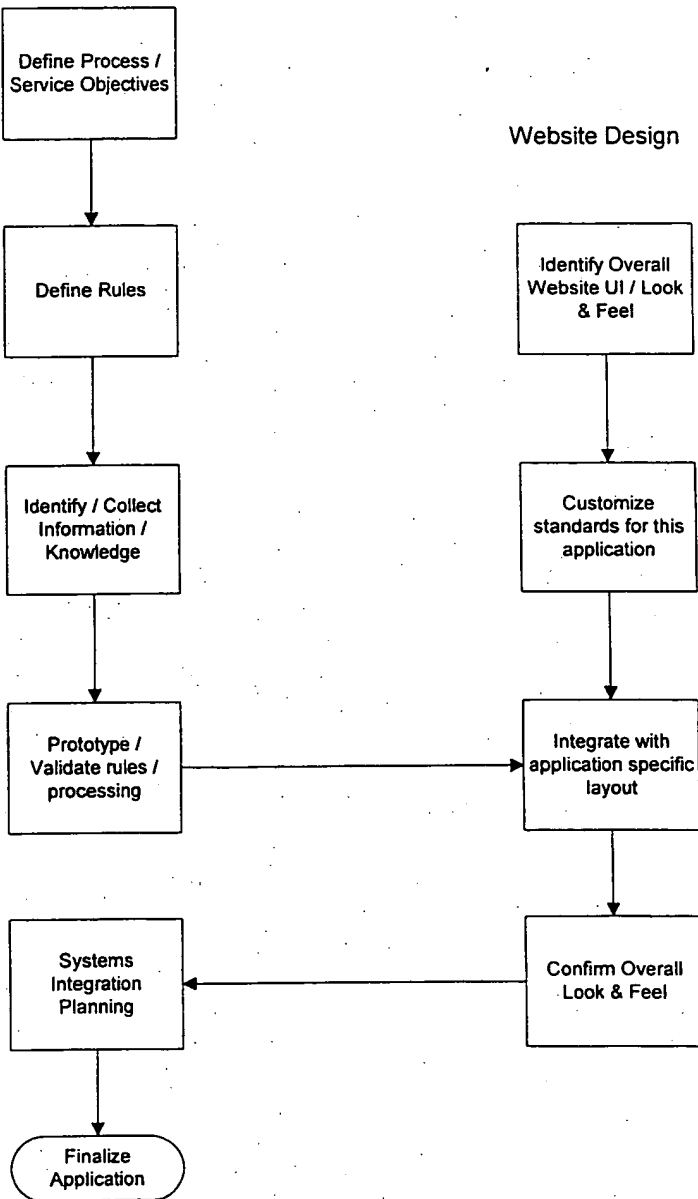 Define Process /
Service Objectives
Website Design
Define Rules
Identify Overall
Website UI / Look
& Feel
Identify / Collect
Information /
Knowledge
Customize
standards for this
application
Prototype /
Validate rules /
processing
Integrate with
application specific
layout
Systems
Integration
Planning
Confirm Overall
Look & Feel
Finalize
Application